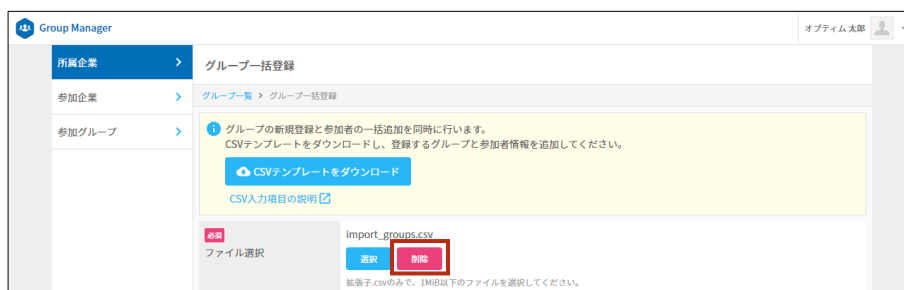 Group Manager
オプティム 太郎
所属企業
グループ一括登録
参加企業
グループ一覧 > グループ一括登録
参加グループ
グループの新規登録と参加者の一括追加を同時に行います。
CSVテンプレートをダウンロードし、登録するグループと参加者情報を追加してください。
CSVテンプレートをダウンロード
CSV入力項目の説明
必須
ファイル選択
import_groups.csv
選択 削除
拡張子.csvのみで、1MiB以下のファイルを選択してください。